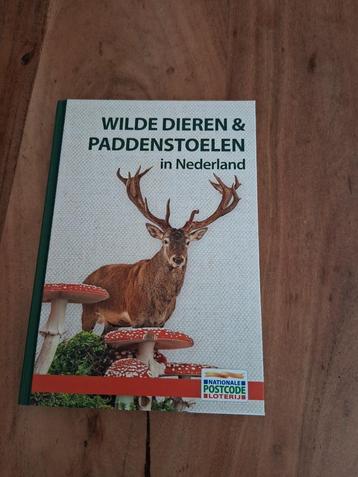 WILDE DIEREN &
PADDENSTOELEN
in Nederland
NATIONALE
POSTCODE
LOTERIJ